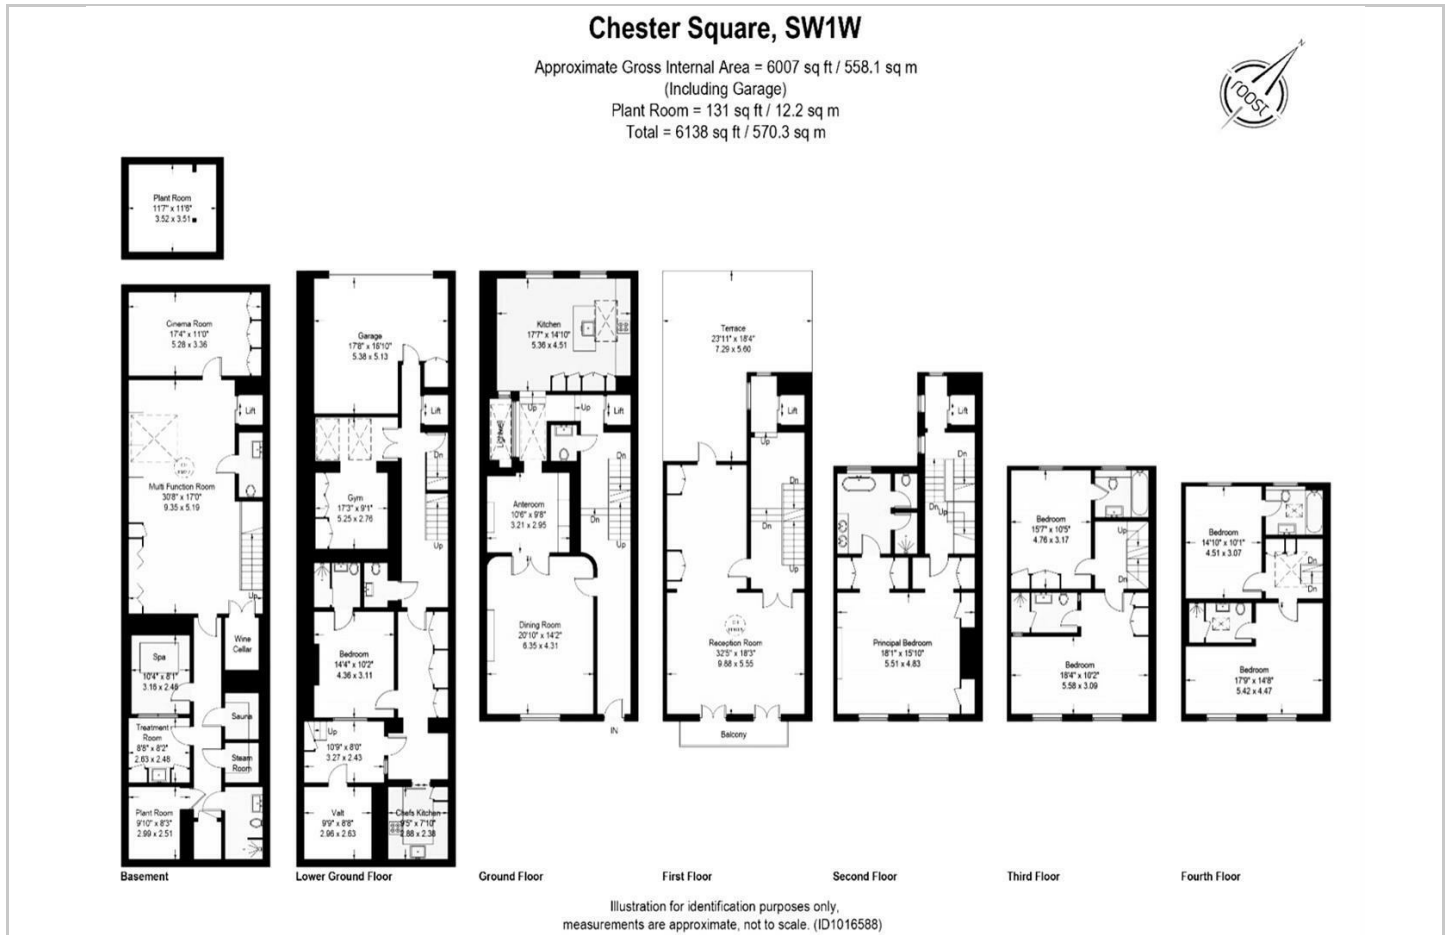 Chester Square, SW1W
Approximate Gross Internal Area = 6007 sq ft / 558.1 sq m
(Including Garage)
Plant Room = 131 sq ft / 12.2 sq m
Total = 6138 sq ft / 570.3 sq m
N
roost
Plant Room
11'7" x 11'6"
3.52 x 3.51
Cinema Room
17'4" x 11'0"
5.28 x 3.36
Lift
Multi Function Room
30'8" x 17'0"
9.35 x 5.19
Up
Wine
Cellar
Spa
10'4" x 8'1"
3.16 x 2.46
Sauna
Treatment
Room
8'8" x 8'2"
2.63 x 2.48
Steam
Room
Plant Room
9'10" x 8'3"
2.99 x 2.51
Basement
Garage
17'8" x 16'10"
5.38 x 5.13
Lift
Dn
Gym
17'3" x 9'1"
5.25 x 2.76
Up
Bedroom
14'4" x 10'2"
4.36 x 3.11
Up
10'9" x 8'0"
3.27 x 2.43
Valt
9'9" x 8'8"
2.96 x 2.63
Chefs Kitchen
9'5" x 7'10"
2.88 x 2.38
Lower Ground Floor
Kitchen
17'7" x 14'10"
5.36 x 4.51
Up
Up
Lift
Lightwell
Dn
Anteroom
10'6" x 9'8"
3.21 x 2.95
Dn
Up
Dining Room
20'10" x 14'2"
6.35 x 4.31
IN
Ground Floor
Terrace
23'11" x 18'4"
7.29 x 5.60
Lift
Up
Dn
Dn
Up
Reception Room
32'5" x 18'3"
9.88 x 5.55
Balcony
First Floor
Lift
Dn
Dn
Up
Principal Bedroom
18'1" x 15'10"
5.51 x 4.83
Second Floor
Bedroom
15'7" x 10'5"
4.76 x 3.17
Up
Dn
Bedroom
18'4" x 10'2"
5.58 x 3.09
Third Floor
Bedroom
14'10" x 10'1"
4.51 x 3.07
Dn
Dn
Bedroom
17'9" x 14'8"
5.42 x 4.47
Fourth Floor
Illustration for identification purposes only,
measurements are approximate, not to scale. (ID1016588)